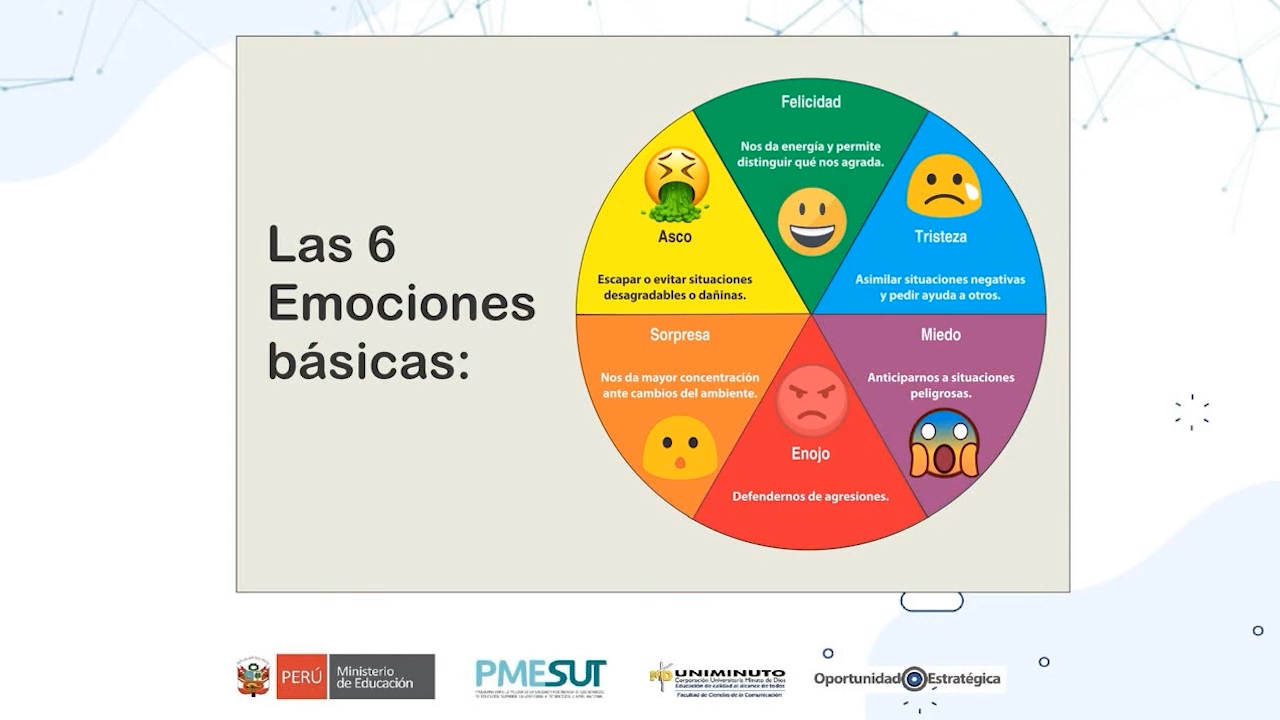 Las 6
Emociones
básicas:
Felicidad
Nos da energía y permite
distinguir qué nos agrada.
Tristeza
Asimilar situaciones negativas
y pedir ayuda a otros.
Miedo
Anticiparnos a situaciones
peligrosas.
Enojo
Defendernos de agresiones.
Sorpresa
Nos da mayor concentración
ante cambios del ambiente.
Asco
Escapar o evitar situaciones
desagradables o dañinas.
PERÚ
Ministerio
de Educación
PMESUT
UNIMINUTO
Corporación Universitaria Minuto de Dios
Educación de calidad al alcance de todos
Facultad de Ciencias de la Comunicación
Oportunidad Estratégica